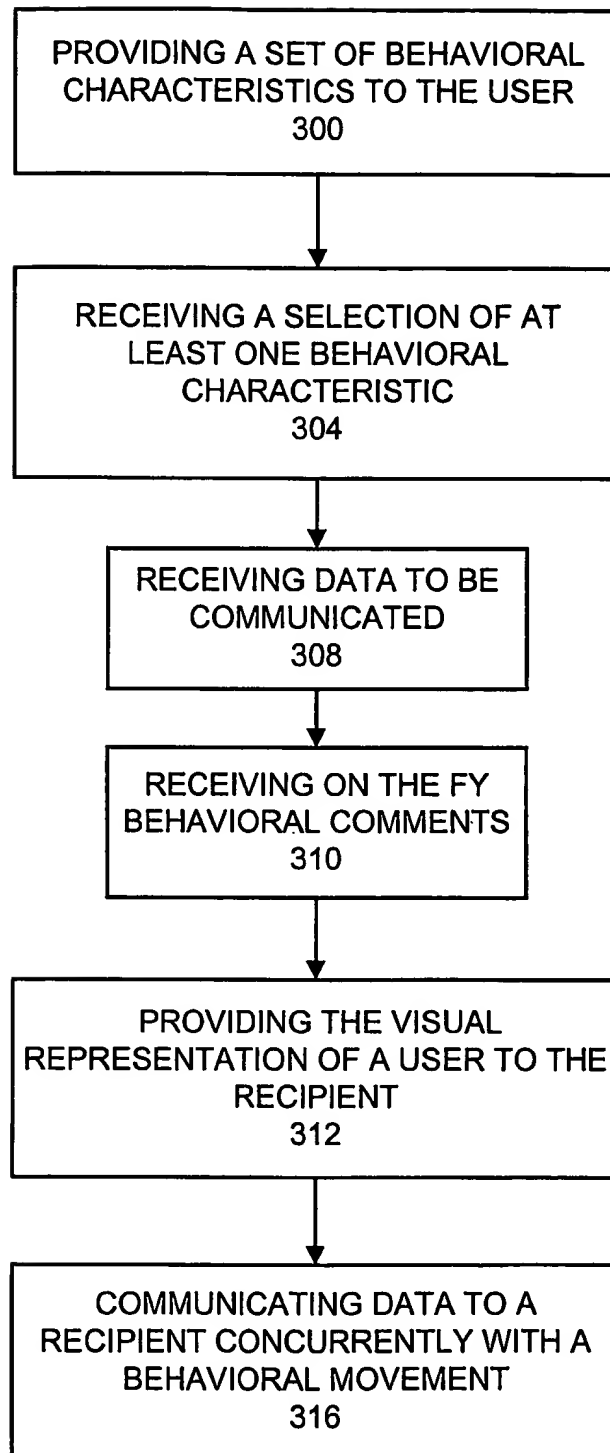 PROVIDING A SET OF BEHAVIORAL
CHARACTERISTICS TO THE USER
300
RECEIVING A SELECTION OF AT
LEAST ONE BEHAVIORAL
CHARACTERISTIC
304
RECEIVING DATA TO BE
COMMUNICATED
308
RECEIVING ON THE FY
BEHAVIORAL COMMENTS
310
PROVIDING THE VISUAL
REPRESENTATION OF A USER TO THE
RECIPIENT
312
COMMUNICATING DATA TO A
RECIPIENT CONCURRENTLY WITH A
BEHAVIORAL MOVEMENT
316